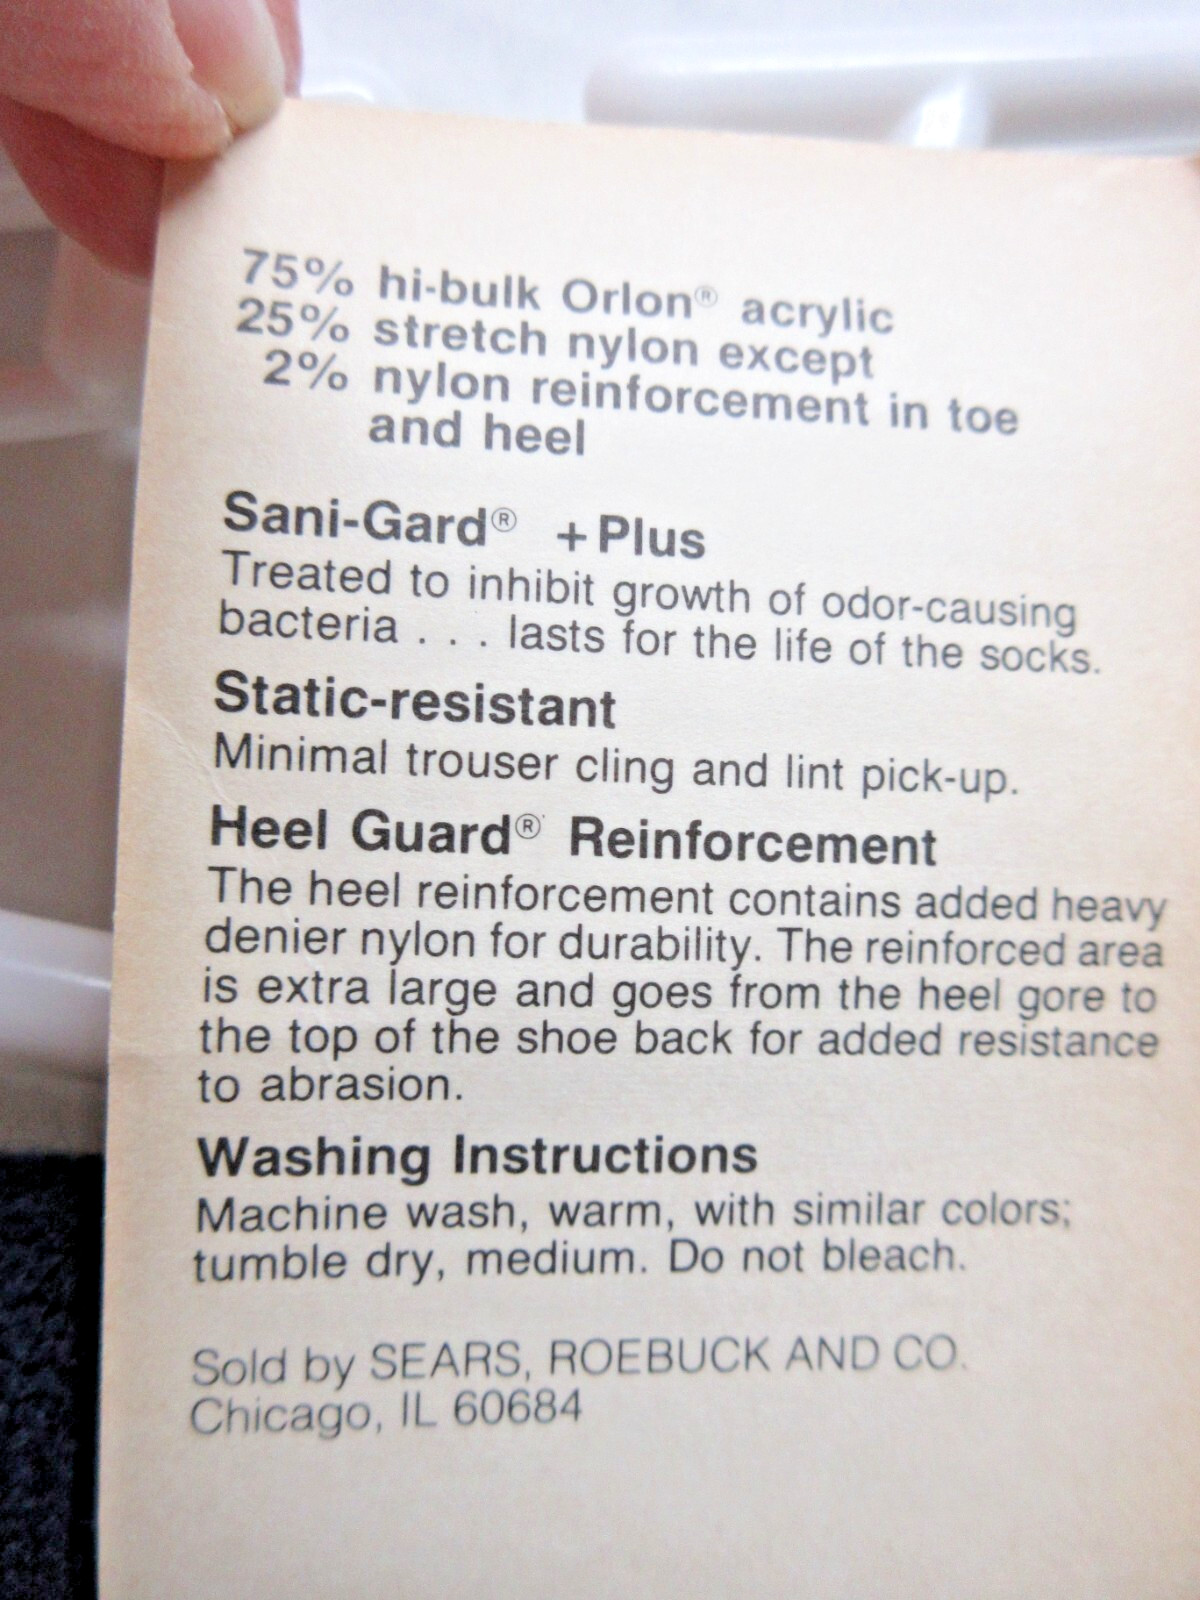 75% hi-bulk Orlon® acrylic
25% stretch nylon except
2% nylon reinforcement in toe
and heel
Sani-Gard® +Plus
Treated to inhibit growth of odor-causing
bacteria . . . lasts for the life of the socks.
Static-resistant
Minimal trouser cling and lint pick-up.
Heel Guard® Reinforcement
The heel reinforcement contains added heavy
denier nylon for durability. The reinforced area
is extra large and goes from the heel gore to
the top of the shoe back for added resistance
to abrasion.
Washing Instructions
Machine wash, warm, with similar colors;
tumble dry, medium. Do not bleach.
Sold by SEARS, ROEBUCK AND CO.
Chicago, IL 60684